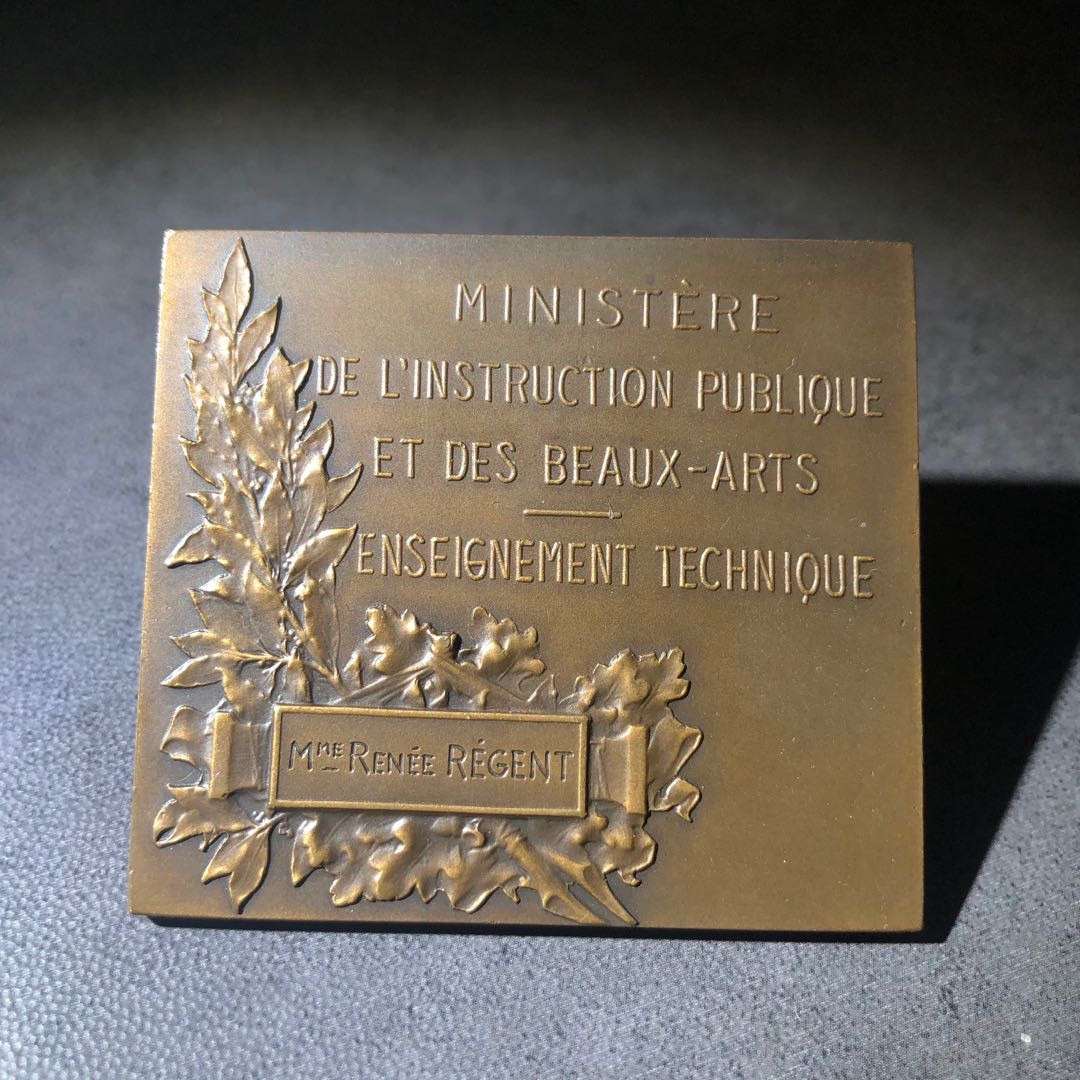 MINISTÈRE
DE L'INSTRUCTION PUBLIQUE
ET DES BEAUX-ARTS
ENSEIGNEMENT TECHNIQUE
MME RENÉE RÉGENT